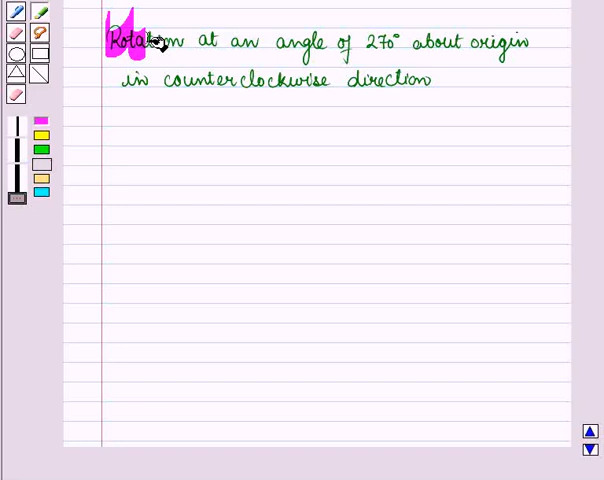 Rotation at an angle of 270° about origin
in counterclockwise direction